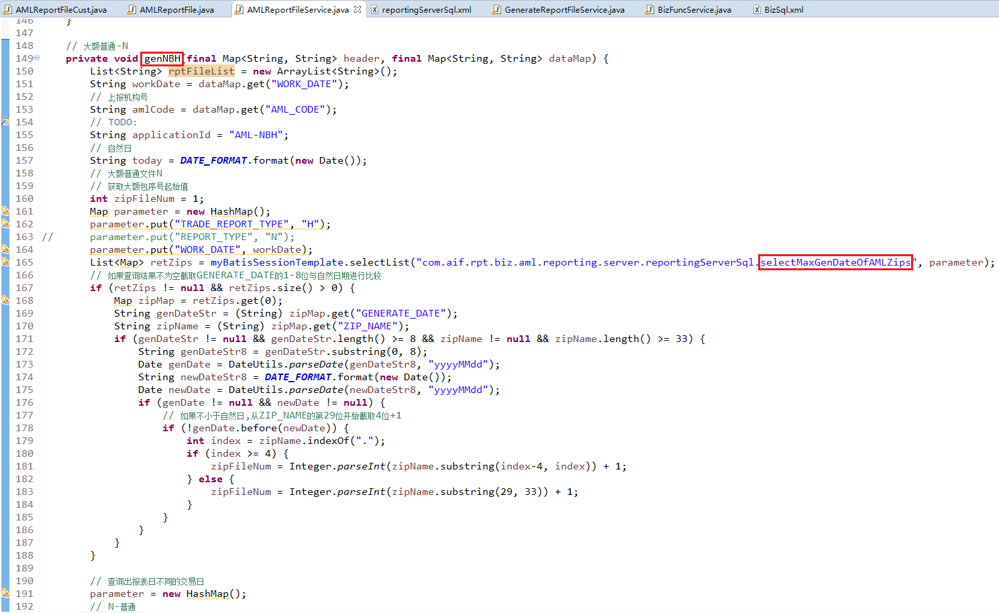 AMLReportFileCust.java AMLReportFile.java AMLReportFileService.java reportingServerSql.xml GenerateReportFileService.java BizFuncService.java BizSql.xml
146 }
147
148 // 大额普通-N
149 private void genNBH(final Map<String, String> header, final Map<String, String> dataMap) {
150 List<String> rptFileList = new ArrayList<String>();
151 String workDate = dataMap.get("WORK_DATE");
152 // 上报机构号
153 String amlCode = dataMap.get("AML_CODE");
154 // TODO:
155 String applicationId = "AML-NBH";
156 // 自然日
157 String today = DATE_FORMAT.format(new Date());
158 // 大额普通文件N
159 // 获取大额包序号起始值
160 int zipFileNum = 1;
161 Map parameter = new HashMap();
162 parameter.put("TRADE_REPORT_TYPE", "H");
163 // parameter.put("REPORT_TYPE", "N");
164 parameter.put("WORK_DATE", workDate);
165 List<Map> retZips = myBatisSessionTemplate.selectList("com.aif.rpt.biz.aml.reporting.server.reportingServerSql.selectMaxGenDateOfAMLZips", parameter);
166 // 如果查询结果不为空截取GENERATE_DATE的1-8位与自然日期进行比较
167 if (retZips != null && retZips.size() > 0) {
168 Map zipMap = retZips.get(0);
169 String genDateStr = (String) zipMap.get("GENERATE_DATE");
170 String zipName = (String) zipMap.get("ZIP_NAME");
171 if (genDateStr != null && genDateStr.length() >= 8 && zipName != null && zipName.length() >= 33) {
172 String genDateStr8 = genDateStr.substring(0, 8);
173 Date genDate = DateUtils.parseDate(genDateStr8, "yyyyMMdd");
174 String newDateStr8 = DATE_FORMAT.format(new Date());
175 Date newDate = DateUtils.parseDate(newDateStr8, "yyyyMMdd");
176 if (genDate != null && newDate != null) {
177 // 如果不小于自然日,从ZIP_NAME的第29位开始截取4位+1
178 if (!genDate.before(newDate)) {
179 int index = zipName.indexOf(".");
180 if (index >= 4) {
181 zipFileNum = Integer.parseInt(zipName.substring(index-4, index)) + 1;
182 } else {
183 zipFileNum = Integer.parseInt(zipName.substring(29, 33)) + 1;
184 }
185 }
186 }
187 }
188 }
189
190 // 查询出报表日不同的交易日
191 parameter = new HashMap();
192 // N-普通